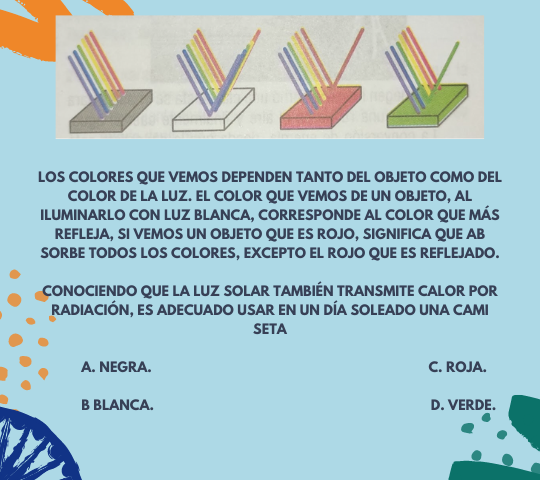 LOS COLORES QUE VEMOS DEPENDEN TANTO DEL OBJETO COMO DEL
COLOR DE LA LUZ. EL COLOR QUE VEMOS DE UN OBJETO, AL
ILUMINARLO CON LUZ BLANCA, CORRESPONDE AL COLOR QUE MÁS
REFLEJA, SI VEMOS UN OBJETO QUE ES ROJO, SIGNIFICA QUE AB
SORBE TODOS LOS COLORES, EXCEPTO EL ROJO QUE ES REFLEJADO.
CONOCIENDO QUE LA LUZ SOLAR TAMBIÉN TRANSMITE CALOR POR
RADIACIÓN, ES ADECUADO USAR EN UN DÍA SOLEADO UNA CAMI
SETA
A. NEGRA.
C. ROJA.
B BLANCA.
D. VERDE.